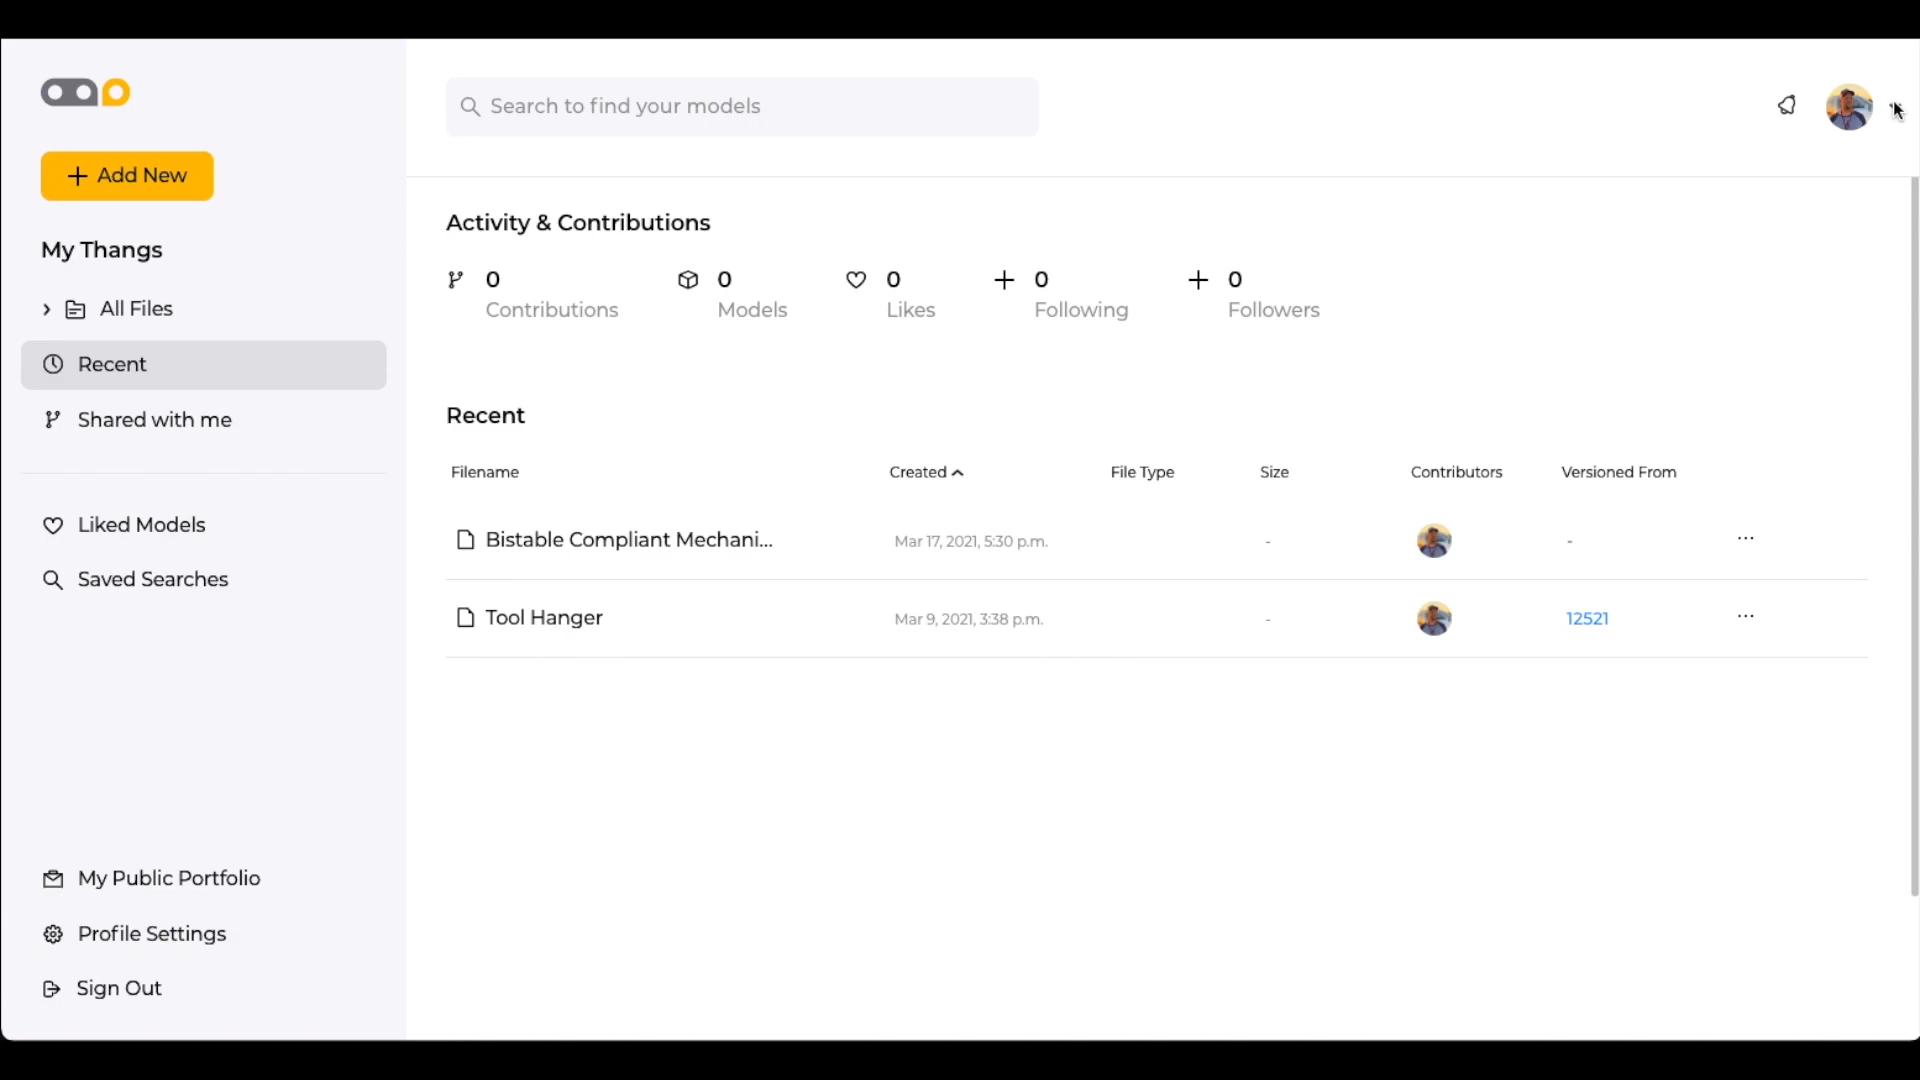 Search to find your models
+ Add New
My Thangs
All Files
Recent
Shared with me
Liked Models
Saved Searches
My Public Portfolio
Profile Settings
Sign Out
Activity & Contributions
0 0 0 0 0
Contributions Models Likes Following Followers
Recent
Filename Created File Type Size Contributors Versioned From
Bistable Compliant Mechani... Mar 17, 2021, 5:30 p.m. - - ...
Tool Hanger Mar 9, 2021, 3:38 p.m. - 12521 ...